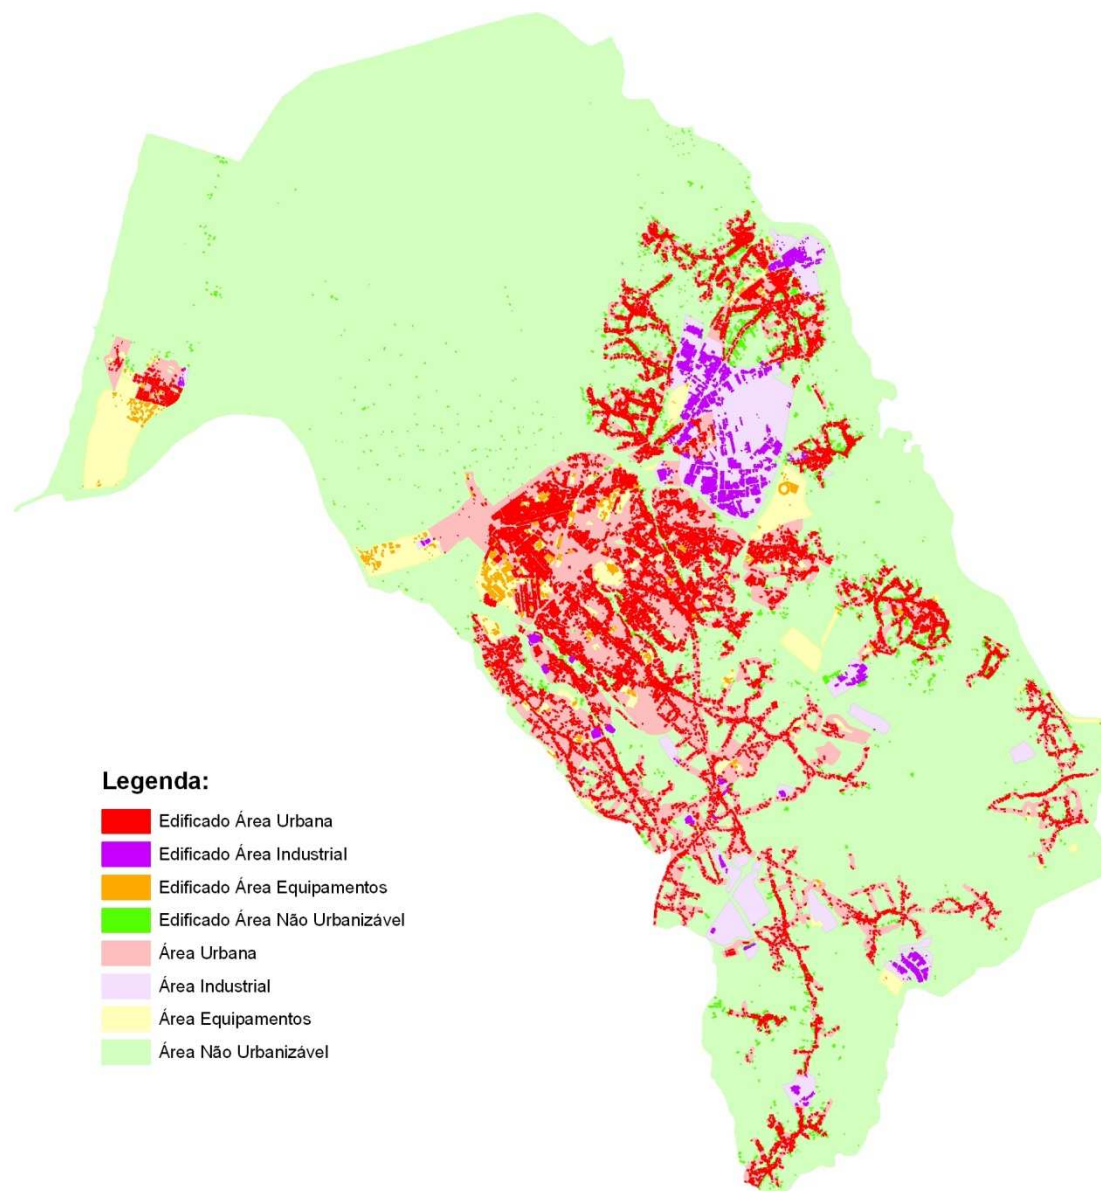 Legenda:
Edificado Área Urbana
Edificado Área Industrial
Edificado Área Equipamentos
Edificado Área Não Urbanizável
Área Urbana
Área Industrial
Área Equipamentos
Área Não Urbanizável